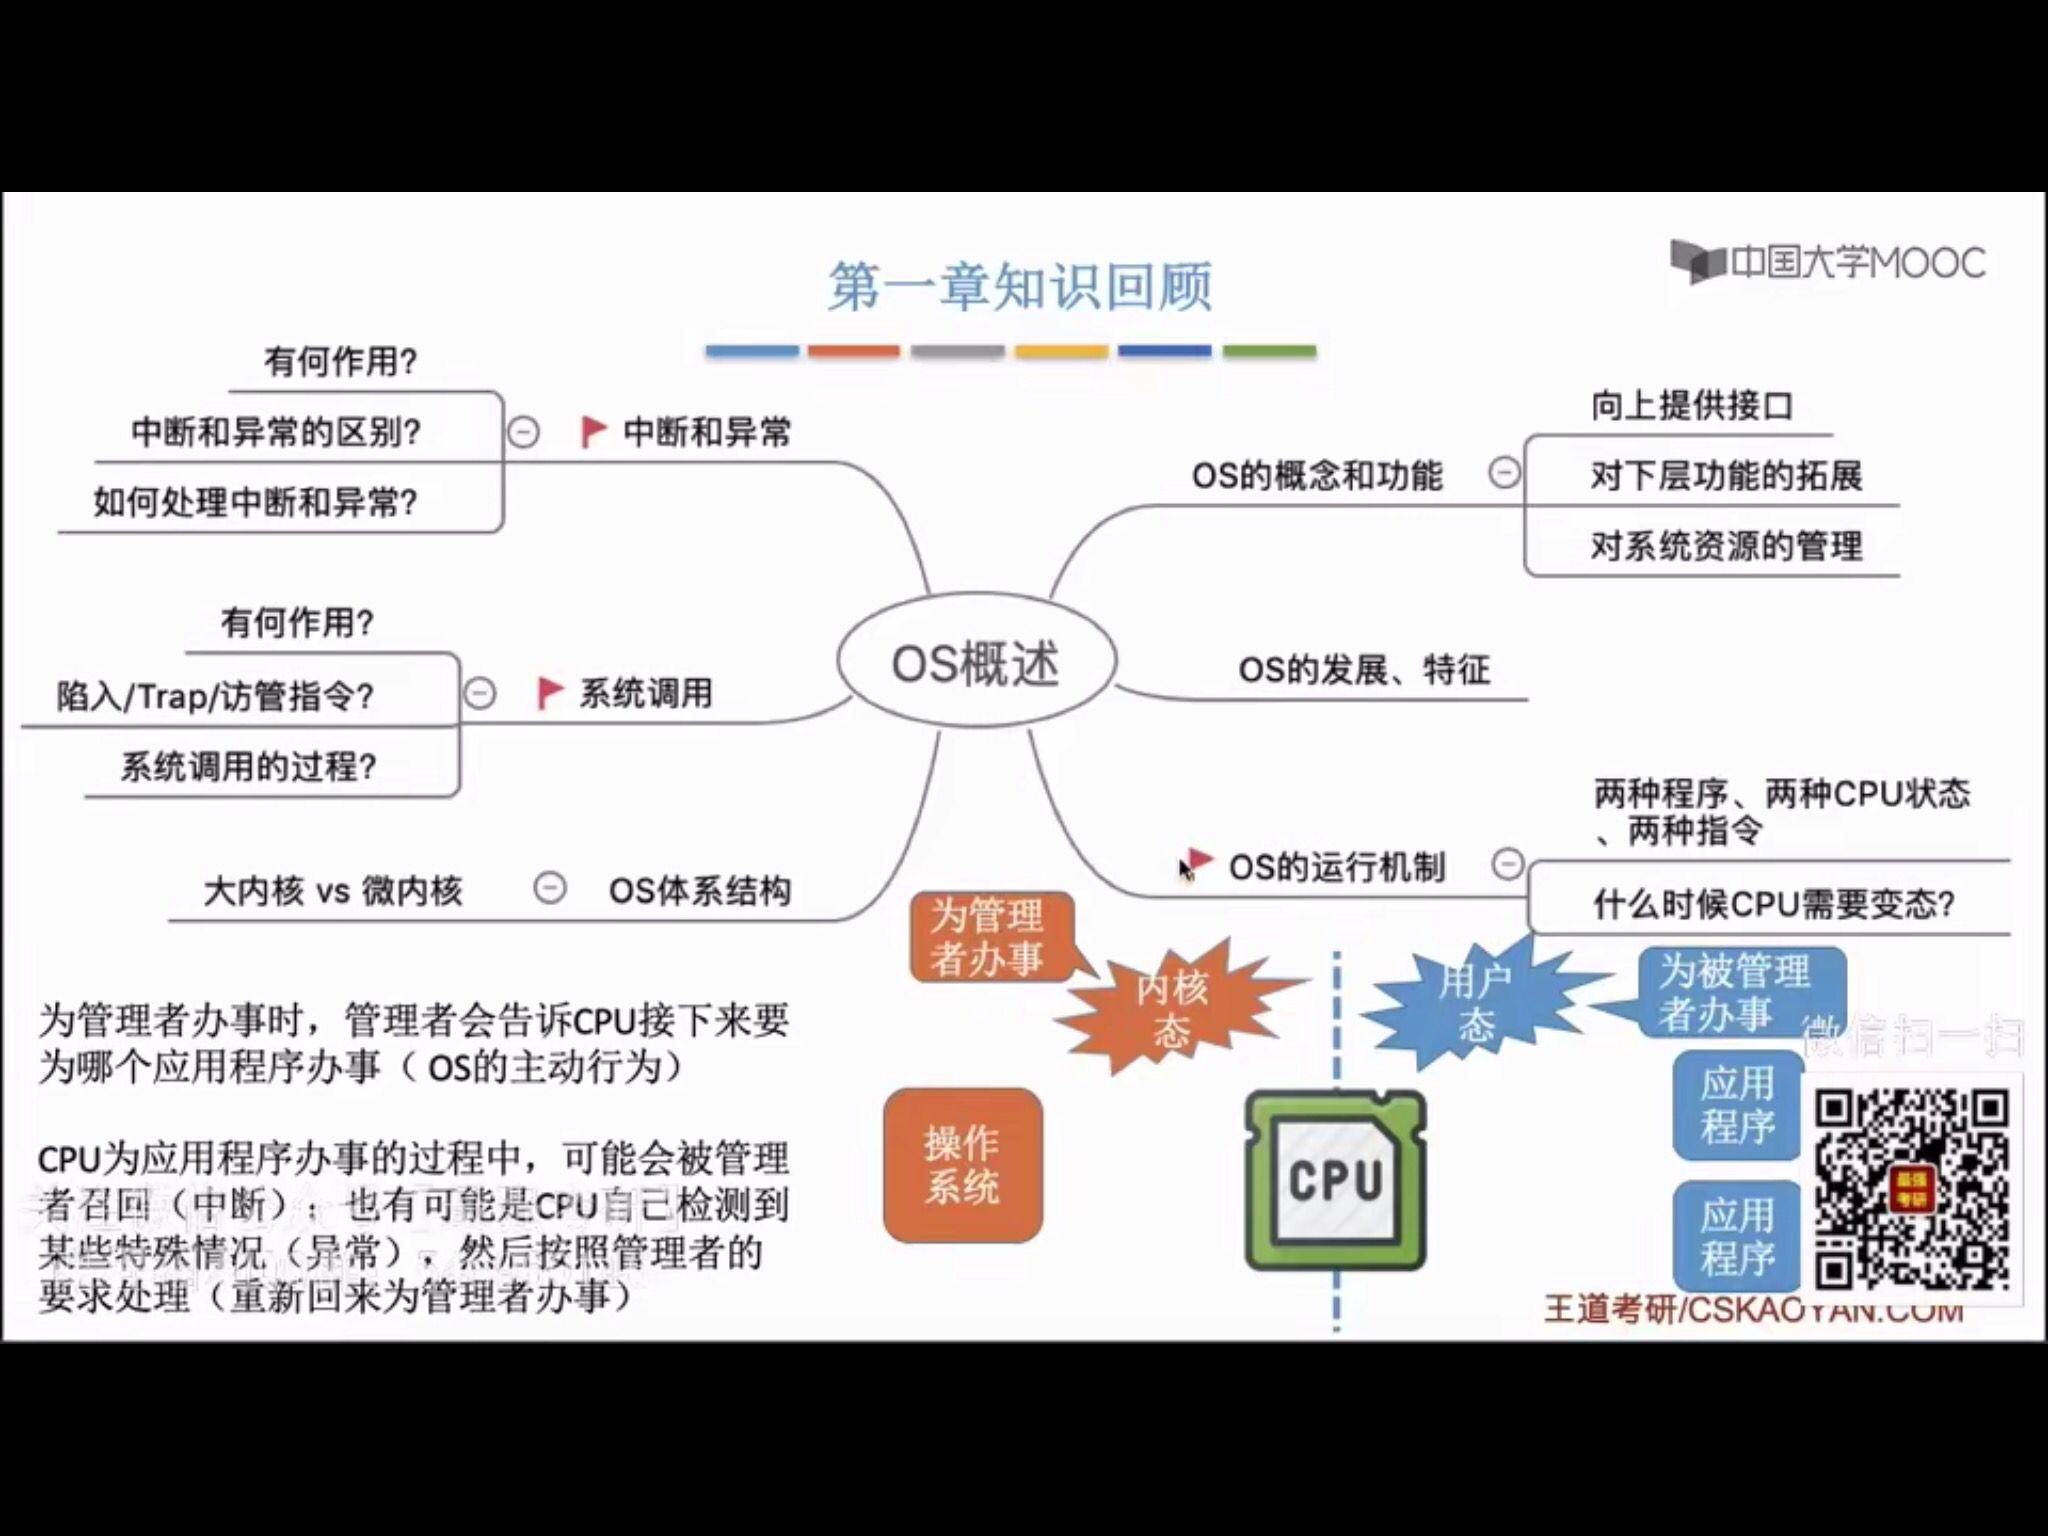 第一章知识回顾
中国大学MOOC
有何作用?
中断和异常的区别?
如何处理中断和异常?
中断和异常
有何作用?
陷入/Trap/访管指令?
系统调用的过程?
系统调用
大内核 vs 微内核
OS体系结构
OS概述
OS的概念和功能
向上提供接口
对下层功能的拓展
对系统资源的管理
OS的发展、特征
OS的运行机制
两种程序、两种CPU状态
、两种指令
什么时候CPU需要变态?
为管理者办事时，管理者会告诉CPU接下来要
为哪个应用程序办事（ OS的主动行为）
CPU为应用程序办事的过程中，可能会被管理
者召回（中断）；也有可能是CPU自己检测到
某些特殊情况（异常），然后按照管理者的
要求处理（重新回来为管理者办事）
为管理
者办事
内核
态
用户
态
为被管理
者办事
操作
系统
CPU
应用
程序
应用
程序
微信扫一扫
最强
考研
王道考研/CSKAOYAN.COM